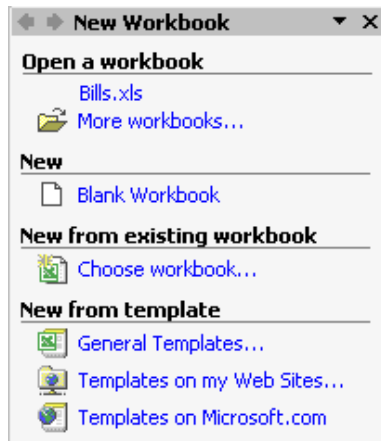 New Workbook
Open a workbook
Bills.xls
More workbooks...
New
Blank Workbook
New from existing workbook
Choose workbook...
New from template
General Templates...
Templates on my Web Sites...
Templates on Microsoft.com